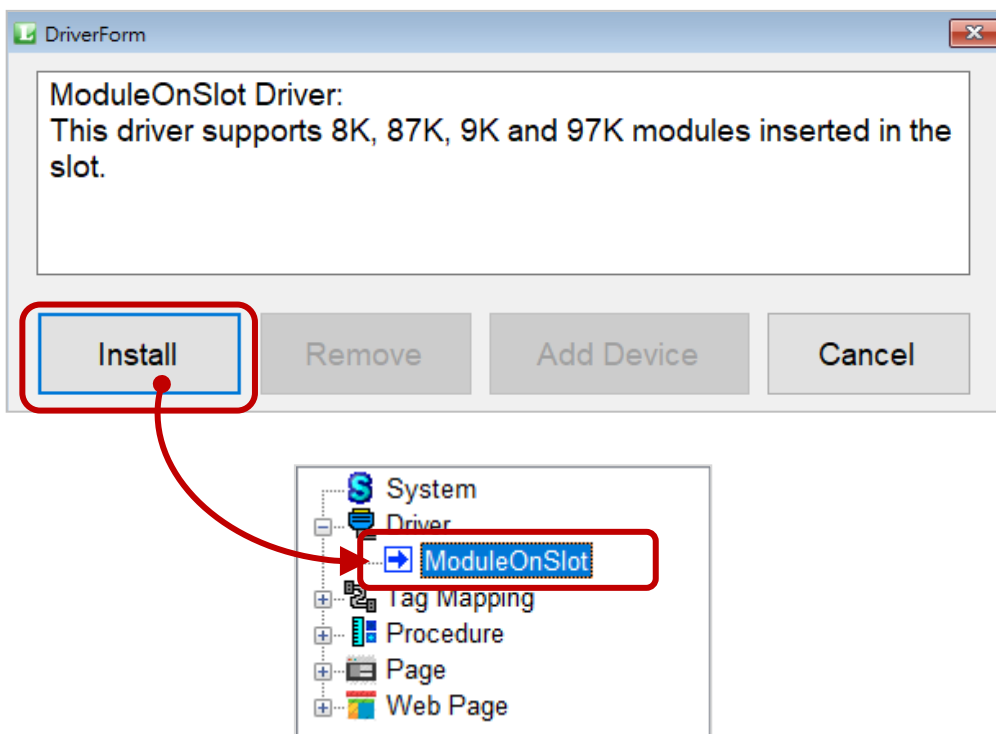 DriverForm
ModuleOnSlot Driver:
This driver supports 8K, 87K, 9K and 97K modules inserted in the
slot.
Install
Remove
Add Device
Cancel
System
Driver
ModuleOnSlot
Tag Mapping
Procedure
Page
Web Page